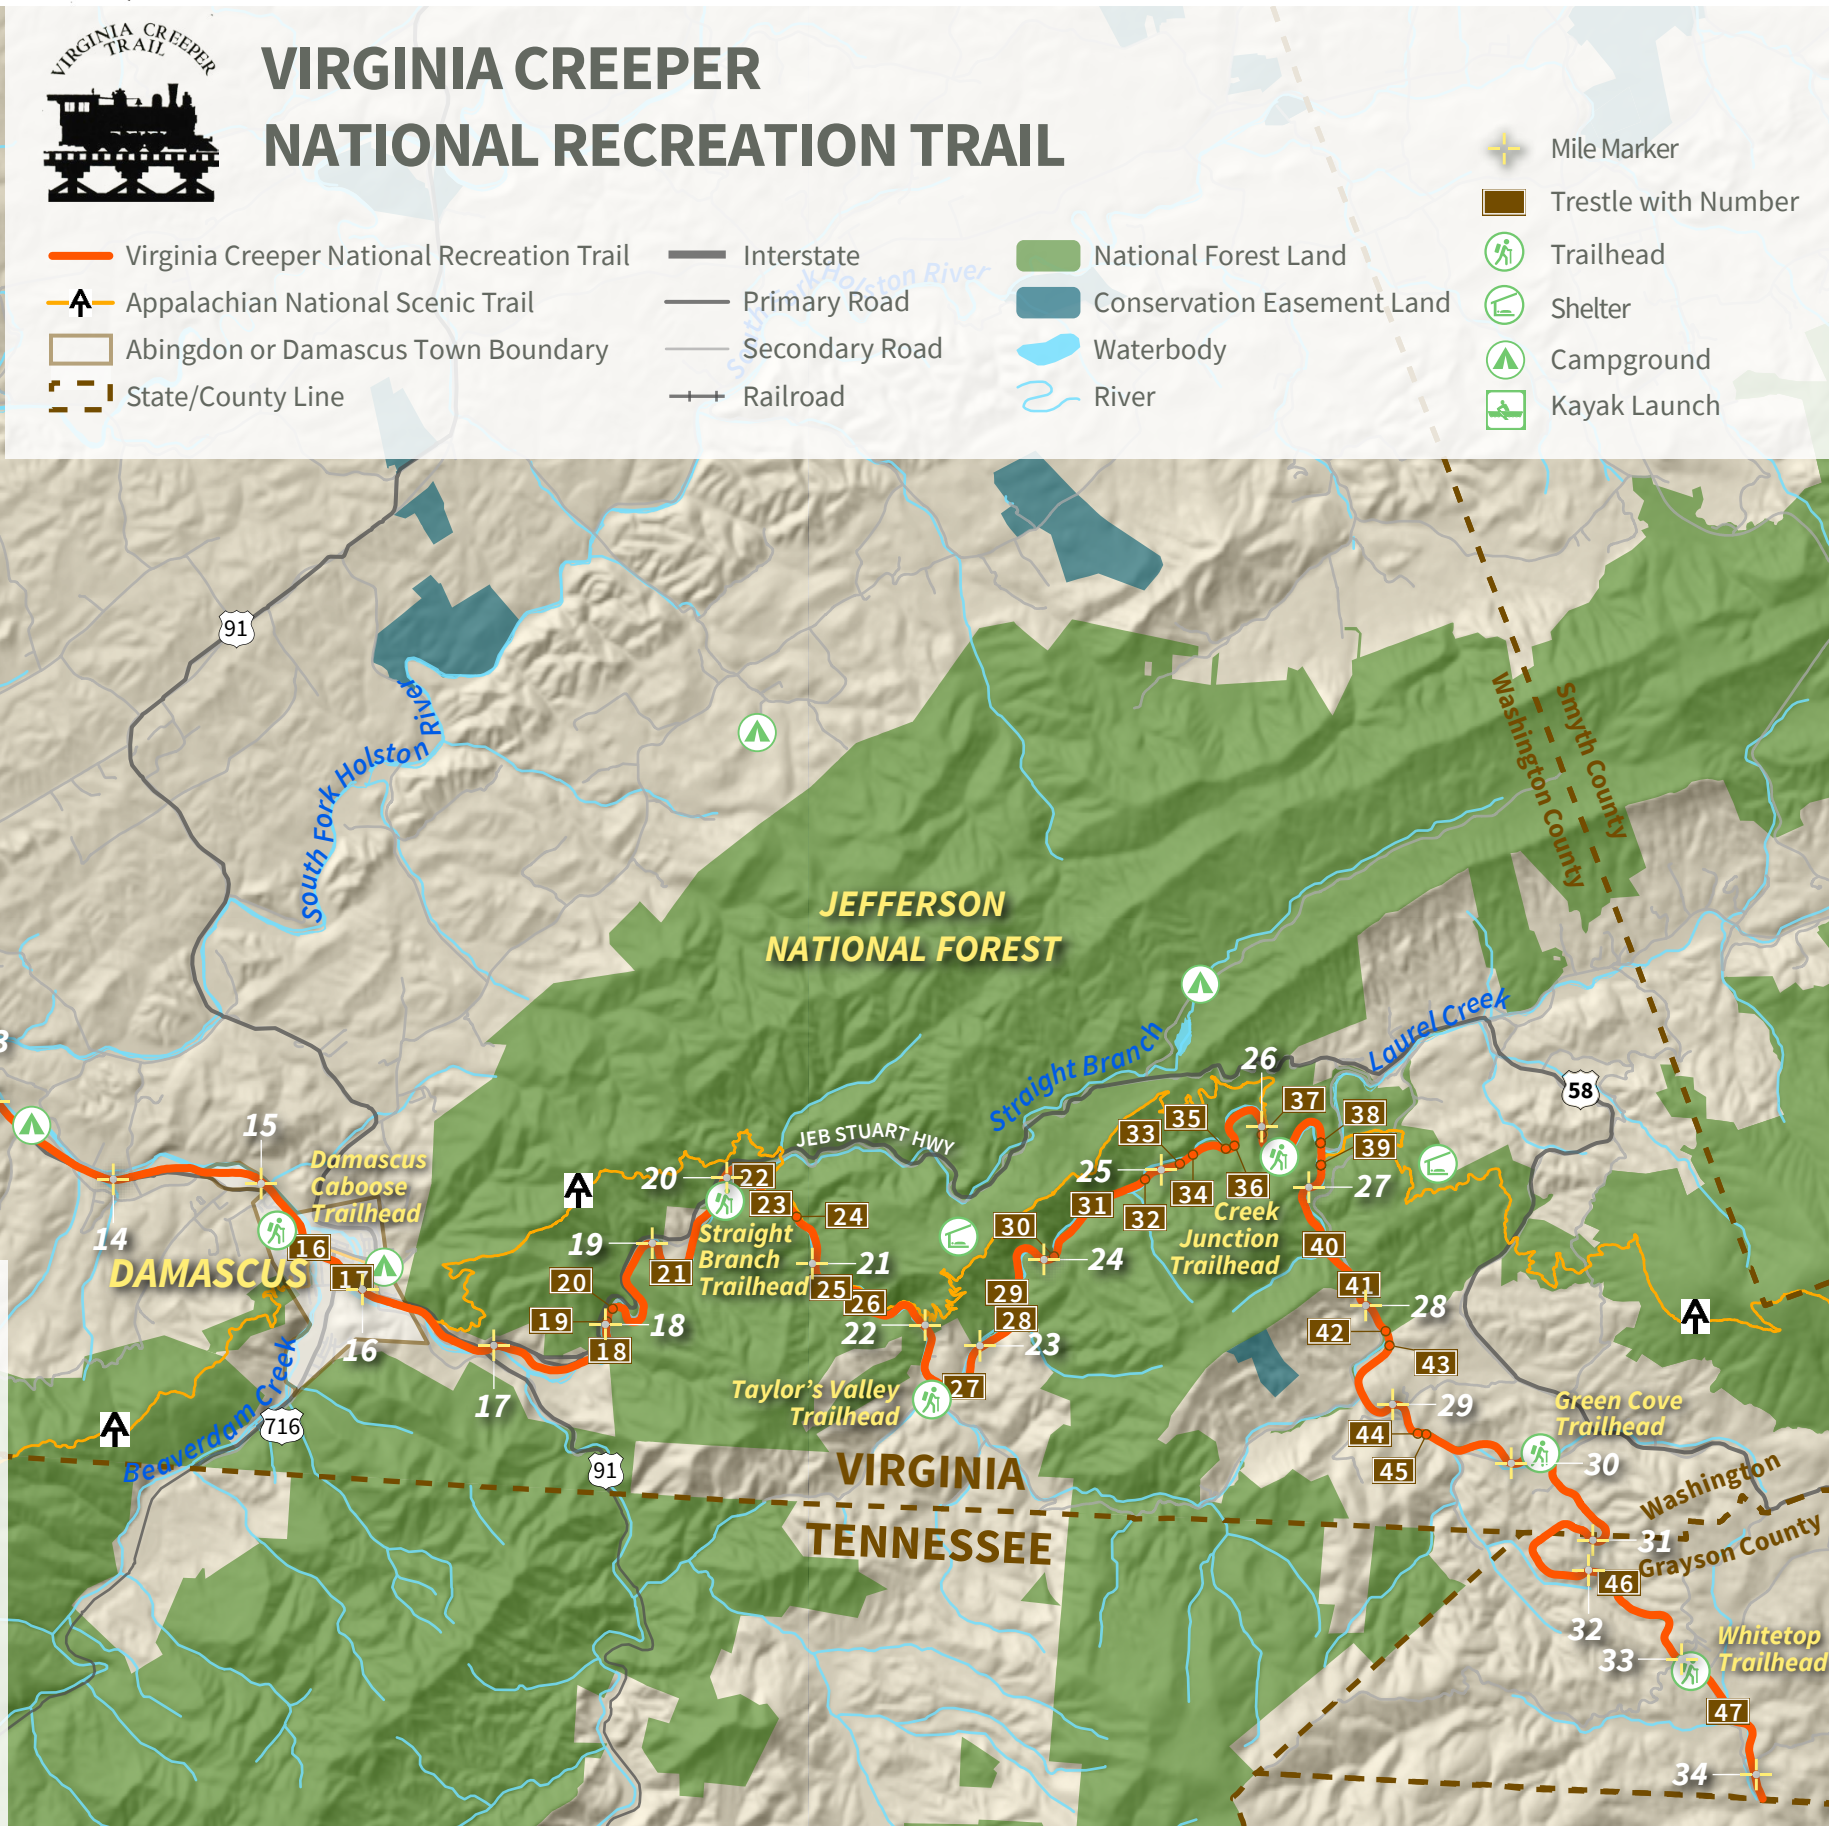 VIRGINIA CREEPER
TRAIL
VIRGINIA CREEPER
NATIONAL RECREATION TRAIL
Virginia Creeper National Recreation Trail
Appalachian National Scenic Trail
Abingdon or Damascus Town Boundary
State/County Line
Interstate
Primary Road
Secondary Road
Railroad
National Forest Land
Conservation Easement Land
Waterbody
River
Mile Marker
Trestle with Number
Trailhead
Shelter
Campground
Kayak Launch
South Fork Holston River
91
South Fork Holston River
Smyth County
Washington County
JEFFERSON
NATIONAL FOREST
Straight Branch
Laurel Creek
58
JEB STUART HWY
14
15
Damascus
Caboose
Trailhead
16
DAMASCUS
17
16
17
Beaverdam Creek
716
91
18
19
20
18
19
21
20
22
23
24
Straight
Branch
Trailhead
21
25
26
22
Taylor's Valley
Trailhead
27
23
28
29
30
24
31
25
32
33
34
35
36
26
37
38
39
27
Creek
Junction
Trailhead
40
41
28
42
43
29
44
45
Green Cove
Trailhead
30
VIRGINIA
TENNESSEE
Washington
Grayson County
31
46
32
33
Whitetop
Trailhead
47
34